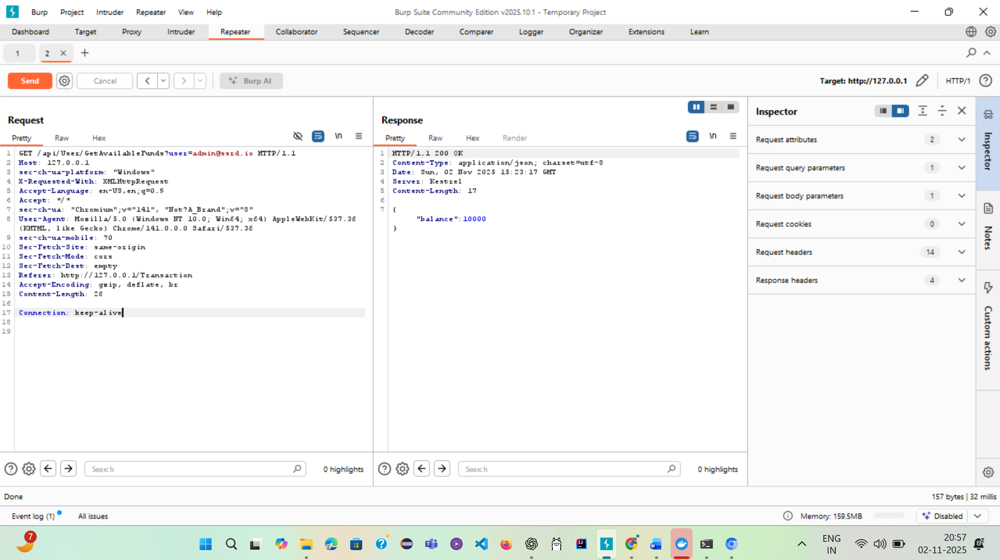 Burp Project Intruder Repeater View Help Burp Suite Community Edition v2025.10.1 - Temporary Project
Dashboard Target Proxy Intruder Repeater Collaborator Sequencer Decoder Comparer Logger Organizer Extensions Learn
1 2 × +
Send Cancel < > Burp AI Target: http://127.0.0.1 HTTP/1 ?
Request
Pretty Raw Hex \n
1 GET /api/User/GetAvailableFunds?user=admin@ssrd.io HTTP/1.1
2 Host: 127.0.0.1
3 sec-ch-ua-platform: "Windows"
4 X-Requested-With: XMLHttpRequest
5 Accept-Language: en-US,en;q=0.9
6 Accept: */*
7 sec-ch-ua: "Chromium";v="141", "Not?A_Brand";v="8"
8 User-Agent: Mozilla/5.0 (Windows NT 10.0; Win64; x64) AppleWebKit/537.36
(KHTML, like Gecko) Chrome/141.0.0.0 Safari/537.36
9 sec-ch-ua-mobile: ?0
10 Sec-Fetch-Site: same-origin
11 Sec-Fetch-Mode: cors
12 Sec-Fetch-Dest: empty
13 Referer: http://127.0.0.1/Transaction
14 Accept-Encoding: gzip, deflate, br
15 Content-Length: 26
16
17 Connection: keep-alive
18
19
Search 0 highlights
Response
Pretty Raw Hex Render \n
1 HTTP/1.1 200 OK
2 Content-Type: application/json; charset=utf-8
3 Date: Sun, 02 Nov 2025 15:23:17 GMT
4 Server: Kestrel
5 Content-Length: 17
6
7 {
"balance":10000
}
Search 0 highlights
Inspector
Request attributes 2
Request query parameters 1
Request body parameters 1
Request cookies 0
Request headers 14
Response headers 4
Inspector
Notes
Custom actions
Done 157 bytes | 32 millis
Event log (1) All issues Memory: 159.5MB Disabled
7
ENG
IN
20:57
02-11-2025